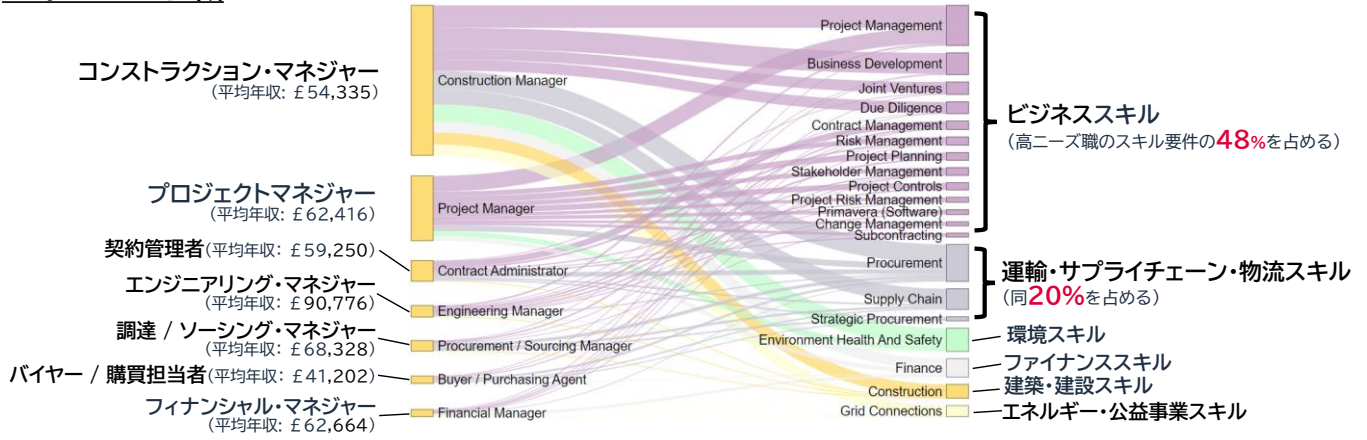 コンストラクション・マネジャー
(平均年収: £54,335)
プロジェクトマネジャー
(平均年収: £62,416)
契約管理者(平均年収: £59,250)
エンジニアリング・マネジャー
(平均年収: £90,776)
調達 / ソーシング・マネジャー
(平均年収: £68,328)
バイヤー / 購買担当者(平均年収: £41,202)
フィナンシャル・マネジャー
(平均年収: £62,664)
Construction Manager
Project Manager
Contract Administrator
Engineering Manager
Procurement / Sourcing Manager
Buyer / Purchasing Agent
Financial Manager
Project Management
Business Development
Joint Ventures
Due Diligence
Contract Management
Risk Management
Project Planning
Stakeholder Management
Project Controls
Project Risk Management
Primavera (Software)
Change Management
Subcontracting
Procurement
Supply Chain
Strategic Procurement
Environment Health And Safety
Finance
Construction
Grid Connections
ビジネススキル
(高ニーズ職のスキル要件の48%を占める)
運輸・サプライチェーン・物流スキル
(同20%を占める)
環境スキル
ファイナンススキル
建築・建設スキル
エネルギー・公益事業スキル